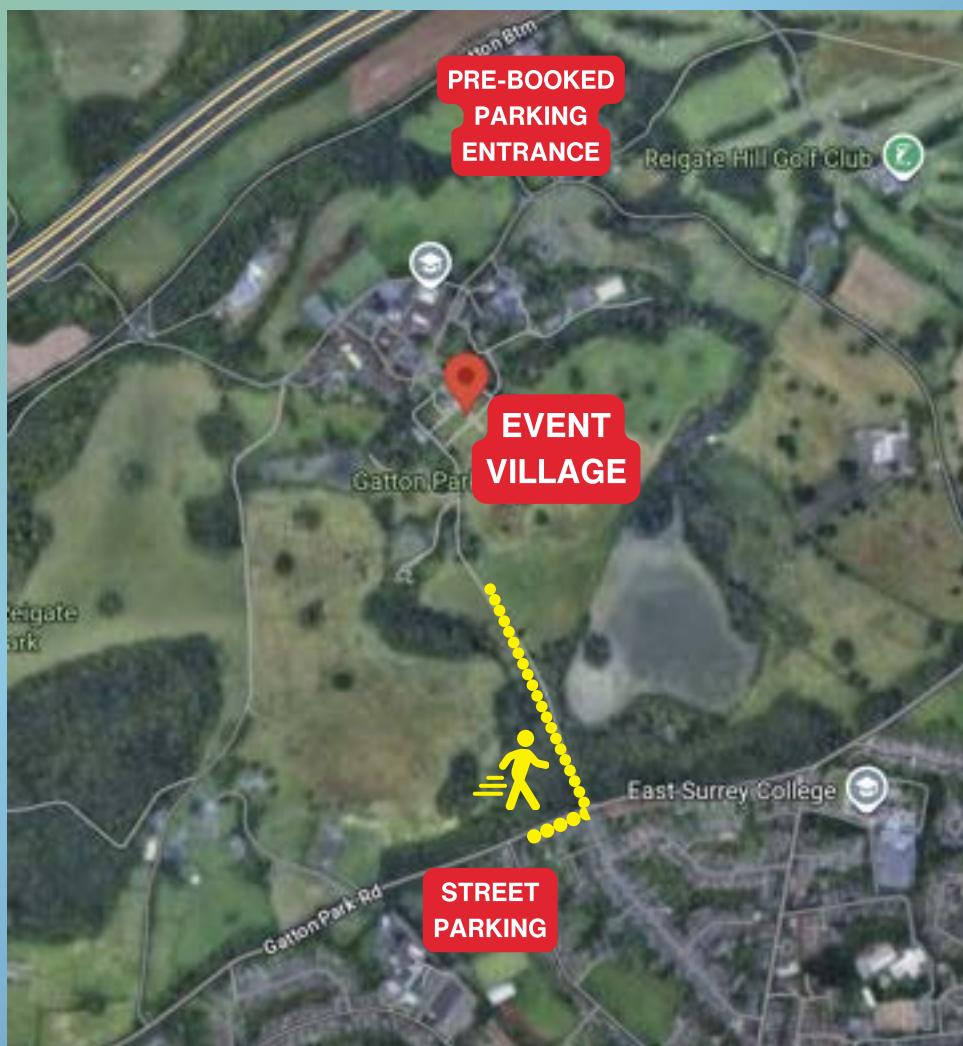 PRE-BOOKED
PARKING
ENTRANCE
Reigate Hill Golf Club
EVENT
VILLAGE
Gatton Par
eigate
ark
East Surrey College
STREET
PARKING
Gatton Park Rd